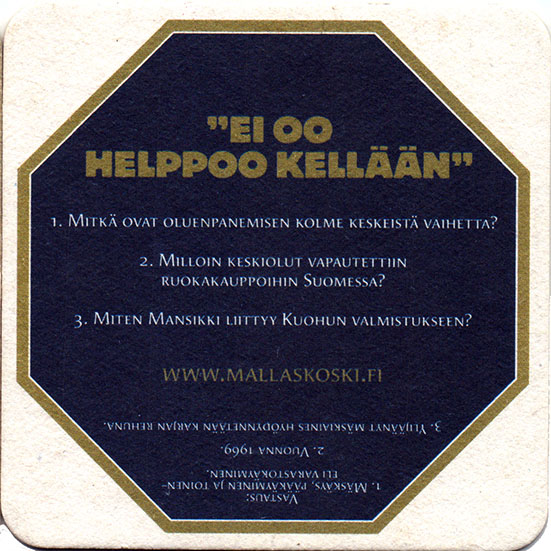 "EI OO
HELPPOO KELLÄÄN"
1. MITKÄ OVAT OLUENPANEMISEN KOLME KESKEISTÄ VAIHETTA?
2. MILLOIN KESKIOLUT VAPAUTETTIIN
RUOKAKAUPPOIHIN SUOMESSA?
3. MITEN MANSIKKI LIITTYY KUOHUN VALMISTUKSEEN?
WWW.MALLASKOSKI.FI
VASTAUS:
1. MÄSKÄYS, PÄÄKÄYMINEN JA TOINEN
ELI VARASTOKÄYMINEN.
2. VUONNA 1969.
3. YLIJÄÄNYT MÄSKIAINES HYÖDYNNETÄÄN KARJAN REHUNA.